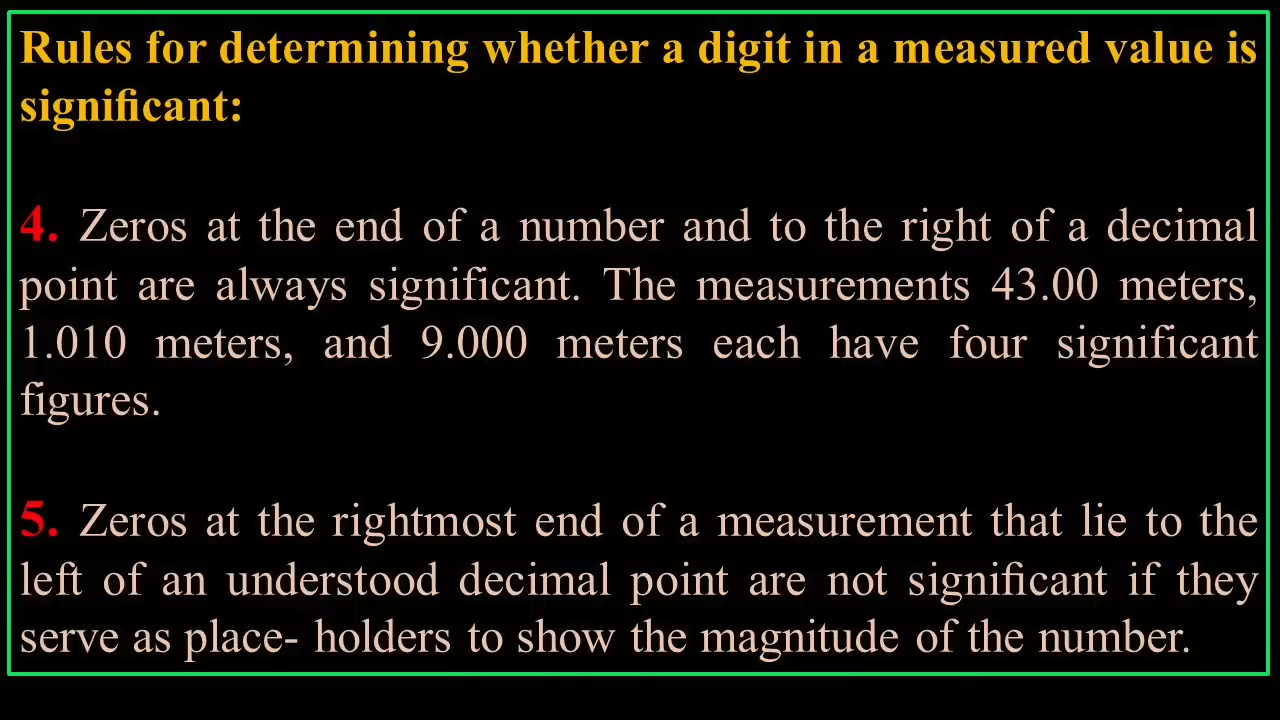 Rules for determining whether a digit in a measured value is
significant:
4. Zeros at the end of a number and to the right of a decimal
point are always significant. The measurements 43.00 meters,
1.010 meters, and 9.000 meters each have four significant
figures.
5. Zeros at the rightmost end of a measurement that lie to the
left of an understood decimal point are not significant if they
serve as place- holders to show the magnitude of the number.